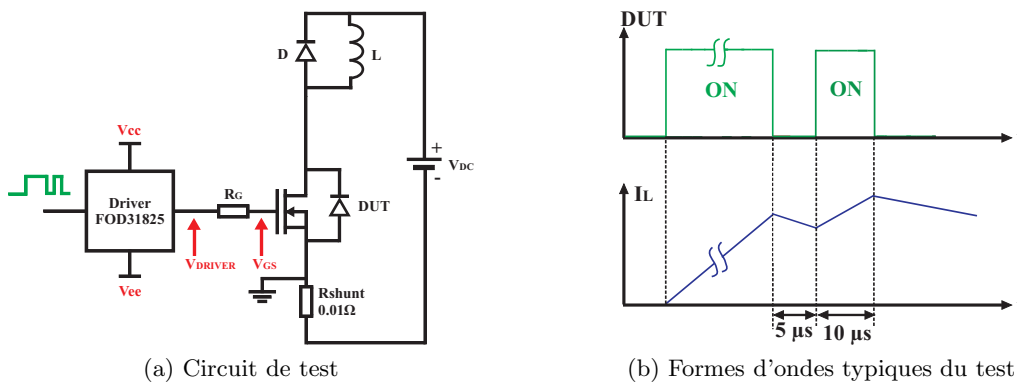 D
L
Vcc
Driver
FOD31825
RG
VDRIVER
VGS
Vee
DUT
+
-
VDC
Rshunt
0.01Ω
(a) Circuit de test
DUT
ON
ON
IL
5 µs
10 µs
(b) Formes d'ondes typiques du test